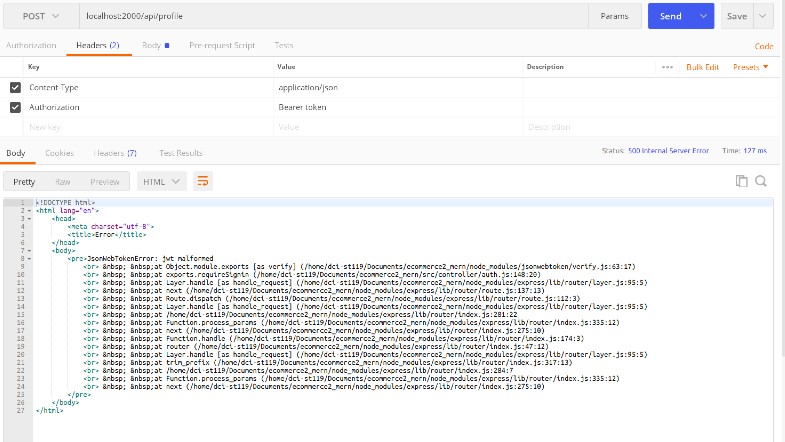 POST localhost:2000/api/profile Params Send Save
Authorization Headers (2) Body Pre-request Script Tests Code
Key Value Description ••• Bulk Edit Presets
Content-Type application/json
Authorization Bearer token
New key Value Description
Body Cookies Headers (7) Test Results Status: 500 Internal Server Error Time: 127 ms
Pretty Raw Preview HTML
1 <!DOCTYPE html>
2 <html lang="en">
3 <head>
4 <meta charset="utf-8">
5 <title>Error</title>
6 </head>
7 <body>
8 <pre>JsonWebTokenError: jwt malformed
9 <br> &nbsp; &nbsp;at Object.module.exports [as verify] (/home/dci-st119/Documents/ecommerce2_mern/node_modules/jsonwebtoken/verify.js:63:17)
10 <br> &nbsp; &nbsp;at exports.requireSignin (/home/dci-st119/Documents/ecommerce2_mern/src/controller/auth.js:148:20)
11 <br> &nbsp; &nbsp;at Layer.handle [as handle_request] (/home/dci-st119/Documents/ecommerce2_mern/node_modules/express/lib/router/layer.js:95:5)
12 <br> &nbsp; &nbsp;at next (/home/dci-st119/Documents/ecommerce2_mern/node_modules/express/lib/router/route.js:137:13)
13 <br> &nbsp; &nbsp;at Route.dispatch (/home/dci-st119/Documents/ecommerce2_mern/node_modules/express/lib/router/route.js:112:3)
14 <br> &nbsp; &nbsp;at Layer.handle [as handle_request] (/home/dci-st119/Documents/ecommerce2_mern/node_modules/express/lib/router/layer.js:95:5)
15 <br> &nbsp; &nbsp;at /home/dci-st119/Documents/ecommerce2_mern/node_modules/express/lib/router/index.js:281:22
16 <br> &nbsp; &nbsp;at Function.process_params (/home/dci-st119/Documents/ecommerce2_mern/node_modules/express/lib/router/index.js:335:12)
17 <br> &nbsp; &nbsp;at next (/home/dci-st119/Documents/ecommerce2_mern/node_modules/express/lib/router/index.js:275:10)
18 <br> &nbsp; &nbsp;at Function.handle (/home/dci-st119/Documents/ecommerce2_mern/node_modules/express/lib/router/index.js:174:3)
19 <br> &nbsp; &nbsp;at router (/home/dci-st119/Documents/ecommerce2_mern/node_modules/express/lib/router/index.js:47:12)
20 <br> &nbsp; &nbsp;at Layer.handle [as handle_request] (/home/dci-st119/Documents/ecommerce2_mern/node_modules/express/lib/router/layer.js:95:5)
21 <br> &nbsp; &nbsp;at trim_prefix (/home/dci-st119/Documents/ecommerce2_mern/node_modules/express/lib/router/index.js:317:13)
22 <br> &nbsp; &nbsp;at /home/dci-st119/Documents/ecommerce2_mern/node_modules/express/lib/router/index.js:284:7
23 <br> &nbsp; &nbsp;at Function.process_params (/home/dci-st119/Documents/ecommerce2_mern/node_modules/express/lib/router/index.js:335:12)
24 <br> &nbsp; &nbsp;at next (/home/dci-st119/Documents/ecommerce2_mern/node_modules/express/lib/router/index.js:275:10)
25 </pre>
26 </body>
27 </html>